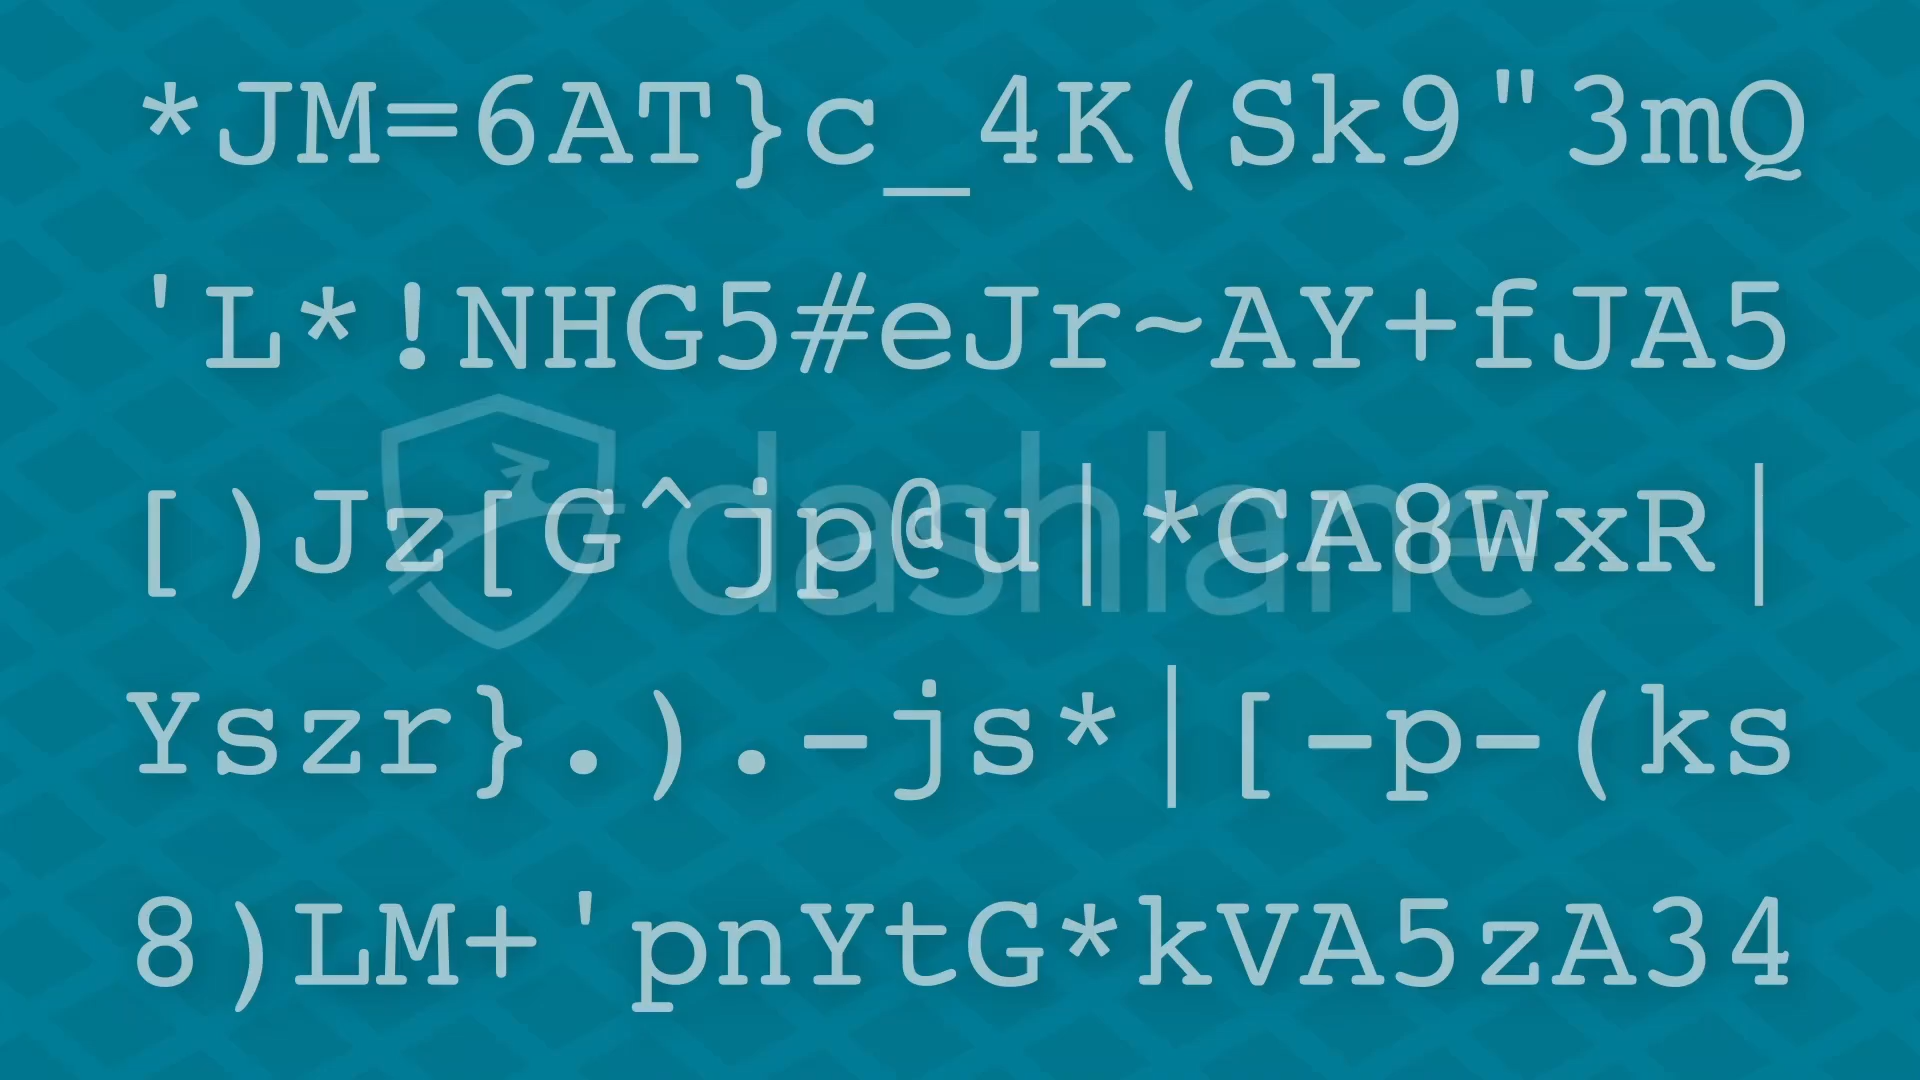 *JM=6AT}c_4K(Sk9"3mQ
'L*!NHG5#eJr~AY+fJA5
dashlane
[)Jz[G^jp@u|*CA8WxR|
Yszr}.).-js*|[-p-(ks
8)LM+'pnYtG*kVA5zA34